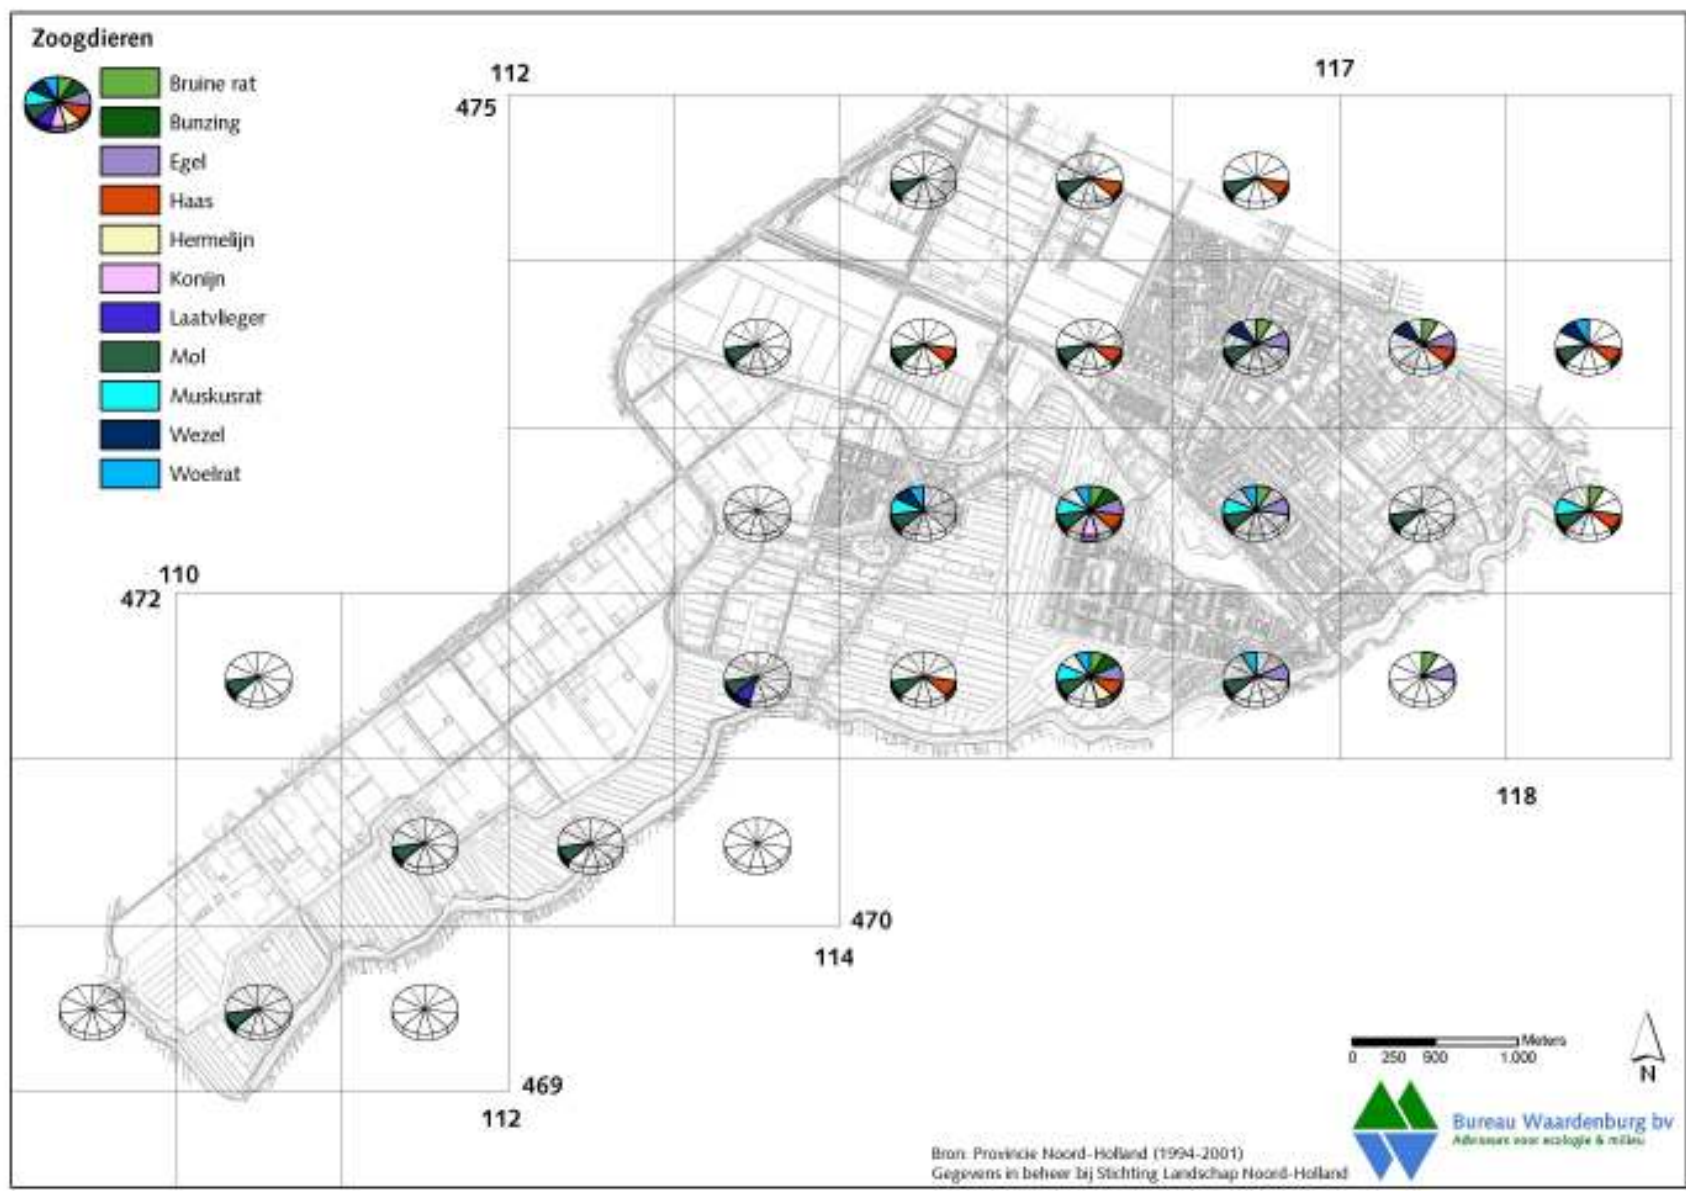 Zoogdieren
Bruine rat
Bunzing
Egel
Haas
Hermelijn
Konijn
Laatvlieger
Mol
Muskusrat
Wezel
Woelrat
112
117
475
110
472
118
470
114
469
112
Meters
0 250 500 1.000
N
Bureau Waardenburg bv
Adviseurs voor ecologie & milieu
Bron: Provincie Noord-Holland (1994-2001)
Gegevens in beheer bij Stichting Landschap Noord-Holland